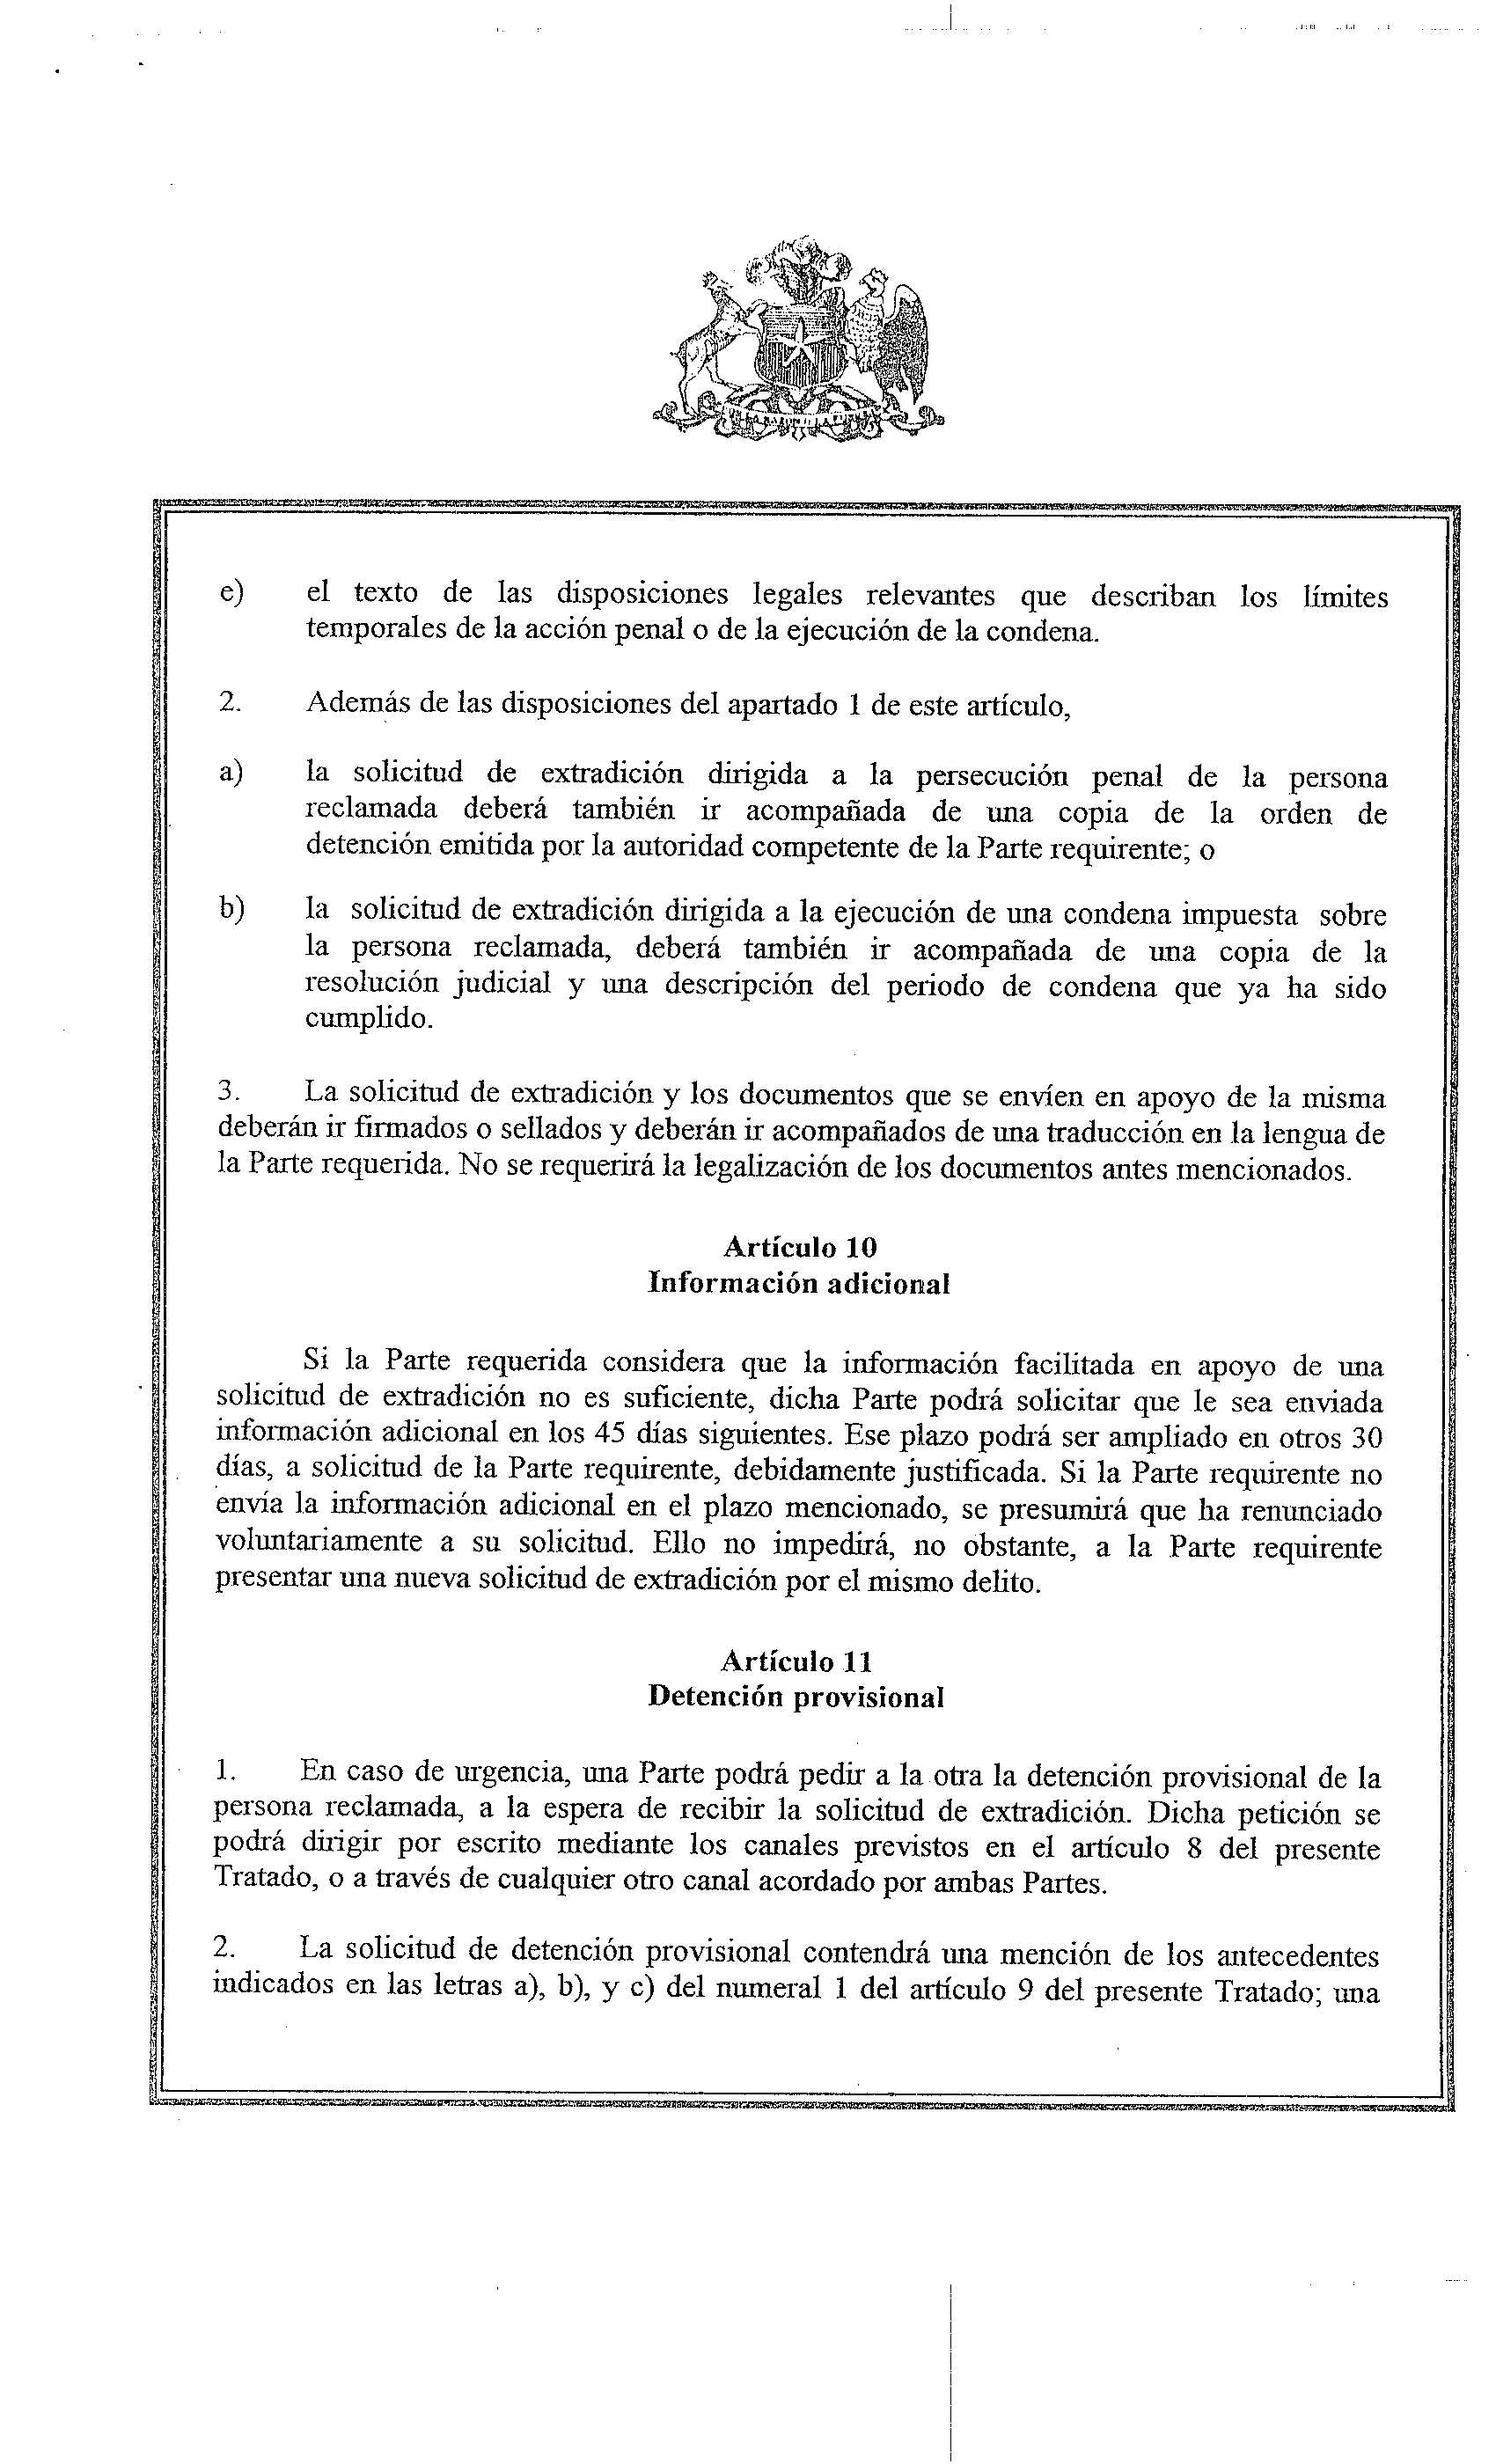 e) el texto de las disposiciones legales relevantes que describan los límites
temporales de la acción penal o de la ejecución de la condena.
2. Además de las disposiciones del apartado 1 de este artículo,
a) la solicitud de extradición dirigida a la persecución penal de la persona
reclamada deberá también ir acompañada de una copia de la orden de
detención emitida por la autoridad competente de la Parte requirente; o
b) la solicitud de extradición dirigida a la ejecución de una condena impuesta sobre
la persona reclamada, deberá también ir acompañada de una copia de la
resolución judicial y una descripción del periodo de condena que ya ha sido
cumplido.
3. La solicitud de extradición y los documentos que se envíen en apoyo de la misma
deberán ir firmados o sellados y deberán ir acompañados de una traducción en la lengua de
la Parte requerida. No se requerirá la legalización de los documentos antes mencionados.
Artículo 10
Información adicional
Si la Parte requerida considera que la información facilitada en apoyo de una
solicitud de extradición no es suficiente, dicha Parte podrá solicitar que le sea enviada
información adicional en los 45 días siguientes. Ese plazo podrá ser ampliado en otros 30
días, a solicitud de la Parte requirente, debidamente justificada. Si la Parte requirente no
envía la información adicional en el plazo mencionado, se presumirá que ha renunciado
voluntariamente a su solicitud. Ello no impedirá, no obstante, a la Parte requirente
presentar una nueva solicitud de extradición por el mismo delito.
Artículo 11
Detención provisional
1. En caso de urgencia, una Parte podrá pedir a la otra la detención provisional de la
persona reclamada, a la espera de recibir la solicitud de extradición. Dicha petición se
podrá dirigir por escrito mediante los canales previstos en el artículo 8 del presente
Tratado, o a través de cualquier otro canal acordado por ambas Partes.
2. La solicitud de detención provisional contendrá una mención de los antecedentes
indicados en las letras a), b), y c) del numeral 1 del artículo 9 del presente Tratado; una